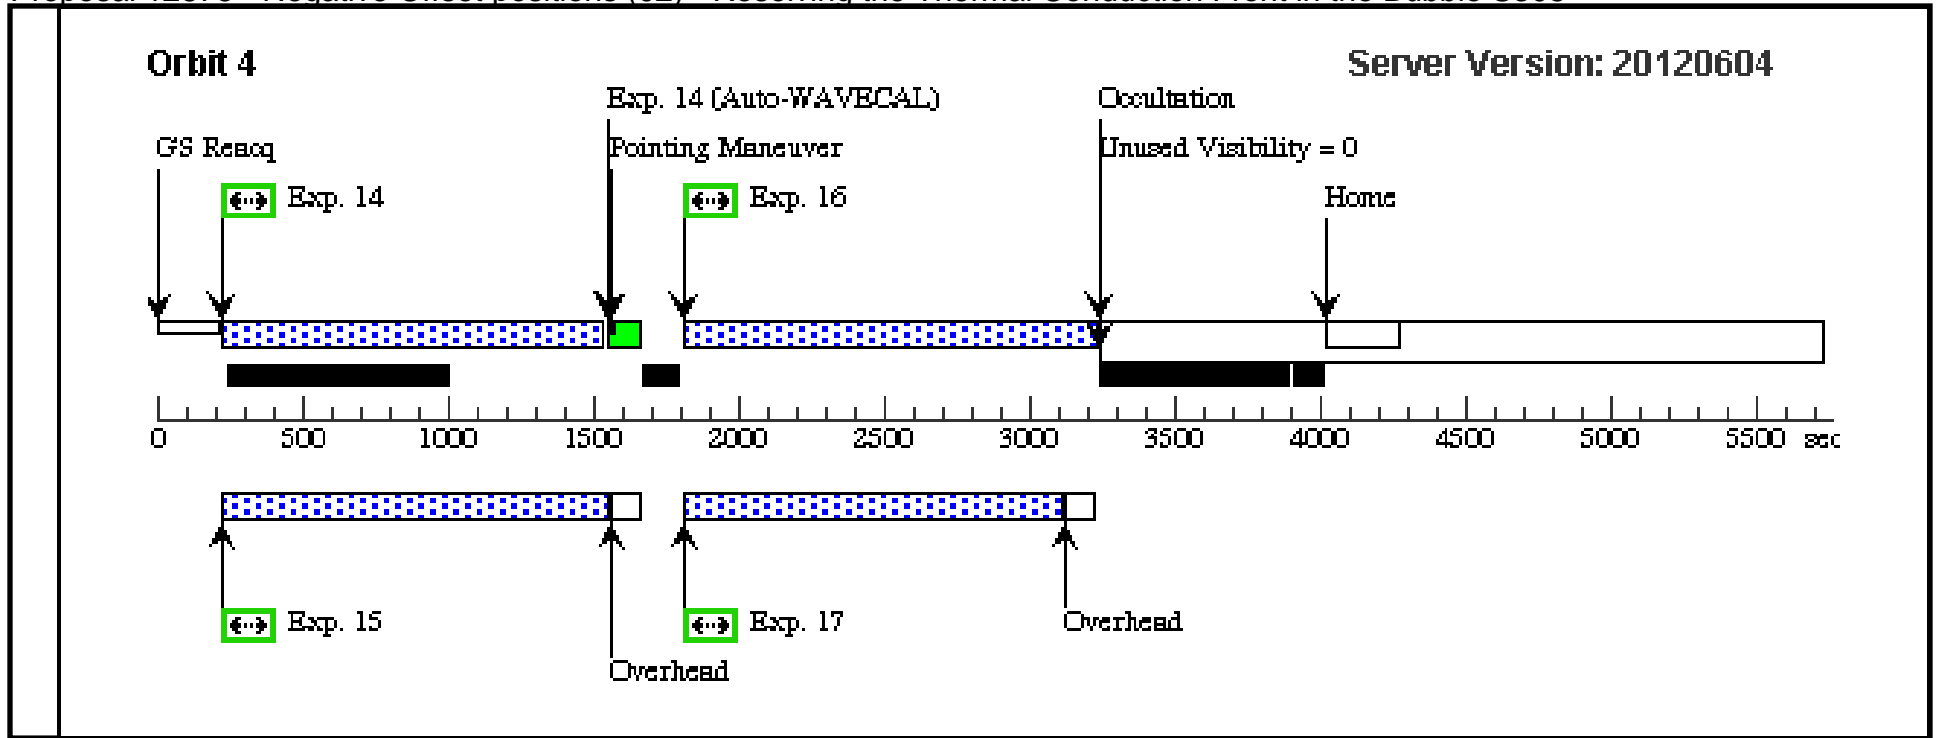 Orbit 4
Server Version: 20120604
Exp. 14 (Auto-WAVECAL)
Occultation
GS Reacq
Pointing Maneuver
Unused Visibility = 0
Exp. 14
Exp. 16
Home
0 500 1000 1500 2000 2500 3000 3500 4000 4500 5000 5500 sec
Exp. 15
Exp. 17
Overhead
Overhead